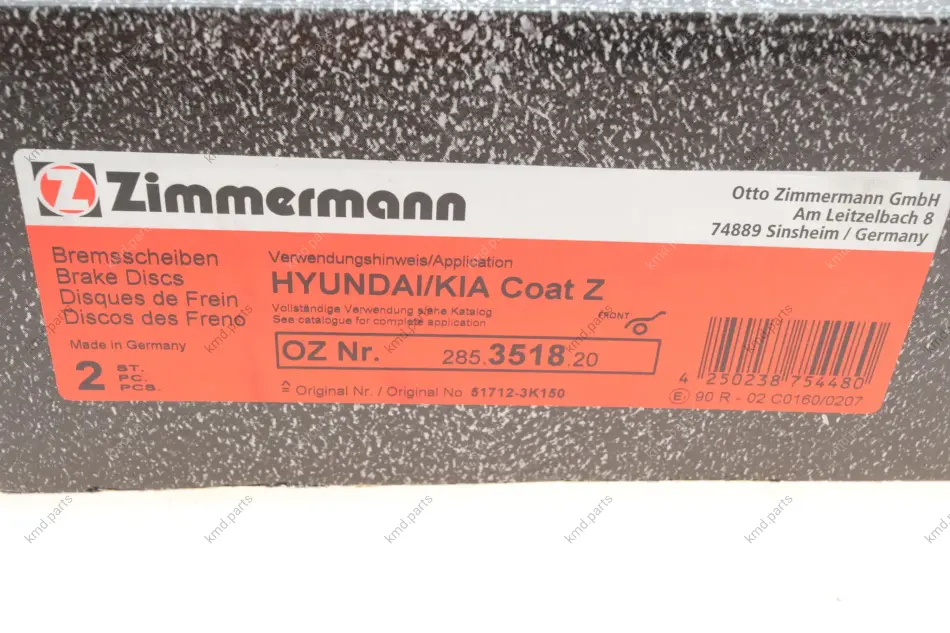 Zimmermann
Otto Zimmermann GmbH
Am Leitzelbach 8
74889 Sinsheim / Germany
Bremsscheiben
Brake Discs
Disques de Frein
Discos des Freno
Made in Germany
2 ST.
PC.
PCS.
Verwendungshinweis/Application
HYUNDAI/KIA Coat Z
Vollständige Verwendung siehe Katalog
See catalogue for complete application
FRONT
OZ Nr. 285.3518.20
≙ Original Nr. / Original No 51712-3K150
4 250238 754480
E1 90 R - 02 C0160/0207
kmd.parts